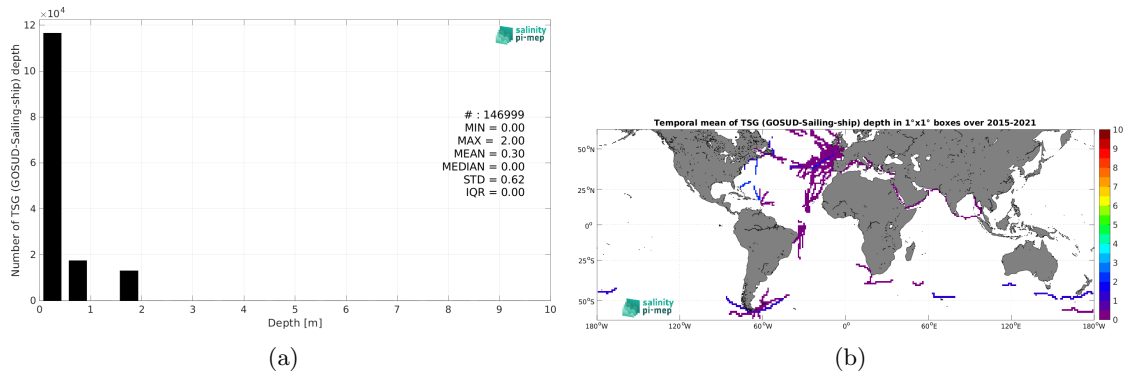 ×10⁴
12
10
8
6
4
2
0
Number of TSG (GOSUD-Sailing-ship) depth
salinity
pi-mep
# : 146999
MIN = 0.00
MAX = 2.00
MEAN = 0.30
MEDIAN = 0.00
STD = 0.62
IQR = 0.00
0 1 2 3 4 5 6 7 8 9 10
Depth [m]
(a)
Temporal mean of TSG (GOSUD-Sailing-ship) depth in 1°x1° boxes over 2015-2021
50°N
25°N
0°
25°S
50°S
salinity
pi-mep
180°W 120°W 60°W 0° 60°E 120°E 180°W
10
9
8
7
6
5
4
3
2
1
0
(b)